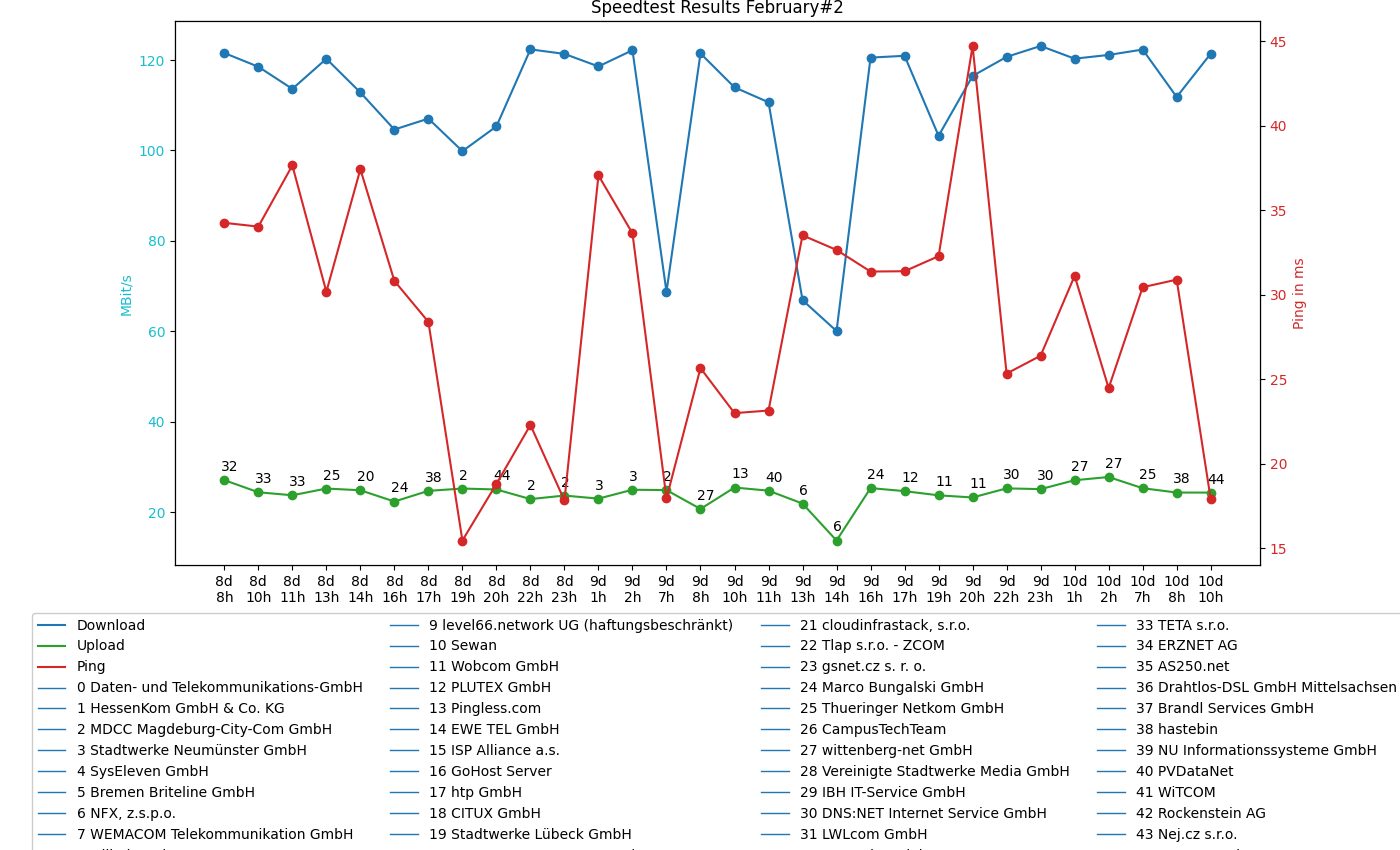 Speedtest Results February#2
120
100
80
60
40
20
MBit/s
45
40
35
30
25
20
15
Ping in ms
32 33 33 25 20 24 38 2 44 2 2 3 3 2 27 13 40 6 6 24 12 11 11 30 30 27 27 25 38 44
8d 8d 8d 8d 8d 8d 8d 8d 8d 8d 8d 9d 9d 9d 9d 9d 9d 9d 9d 9d 9d 9d 9d 9d 9d 10d 10d 10d 10d 10d
8h 10h 11h 13h 14h 16h 17h 19h 20h 22h 23h 1h 2h 7h 8h 10h 11h 13h 14h 16h 17h 19h 20h 22h 23h 1h 2h 7h 8h 10h
Download
Upload
Ping
0 Daten- und Telekommunikations-GmbH
1 HessenKom GmbH & Co. KG
2 MDCC Magdeburg-City-Com GmbH
3 Stadtwerke Neumünster GmbH
4 SysEleven GmbH
5 Bremen Briteline GmbH
6 NFX, z.s.p.o.
7 WEMACOM Telekommunikation GmbH
9 level66.network UG (haftungsbeschränkt)
10 Sewan
11 Wobcom GmbH
12 PLUTEX GmbH
13 Pingless.com
14 EWE TEL GmbH
15 ISP Alliance a.s.
16 GoHost Server
17 htp GmbH
18 CITUX GmbH
19 Stadtwerke Lübeck GmbH
21 cloudinfrastack, s.r.o.
22 Tlap s.r.o. - ZCOM
23 gsnet.cz s. r. o.
24 Marco Bungalski GmbH
25 Thueringer Netkom GmbH
26 CampusTechTeam
27 wittenberg-net GmbH
28 Vereinigte Stadtwerke Media GmbH
29 IBH IT-Service GmbH
30 DNS:NET Internet Service GmbH
31 LWLcom GmbH
33 TETA s.r.o.
34 ERZNET AG
35 AS250.net
36 Drahtlos-DSL GmbH Mittelsachsen
37 Brandl Services GmbH
38 hastebin
39 NU Informationssysteme GmbH
40 PVDataNet
41 WiTCOM
42 Rockenstein AG
43 Nej.cz s.r.o.